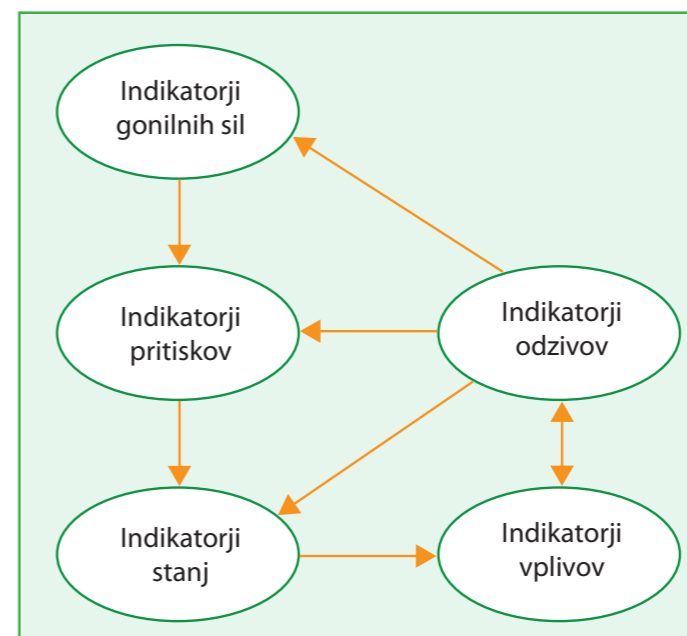 Indikatorji
gonilnih sil
Indikatorji
pritiskov
Indikatorji
odzivov
Indikatorji
stanj
Indikatorji
vplivov